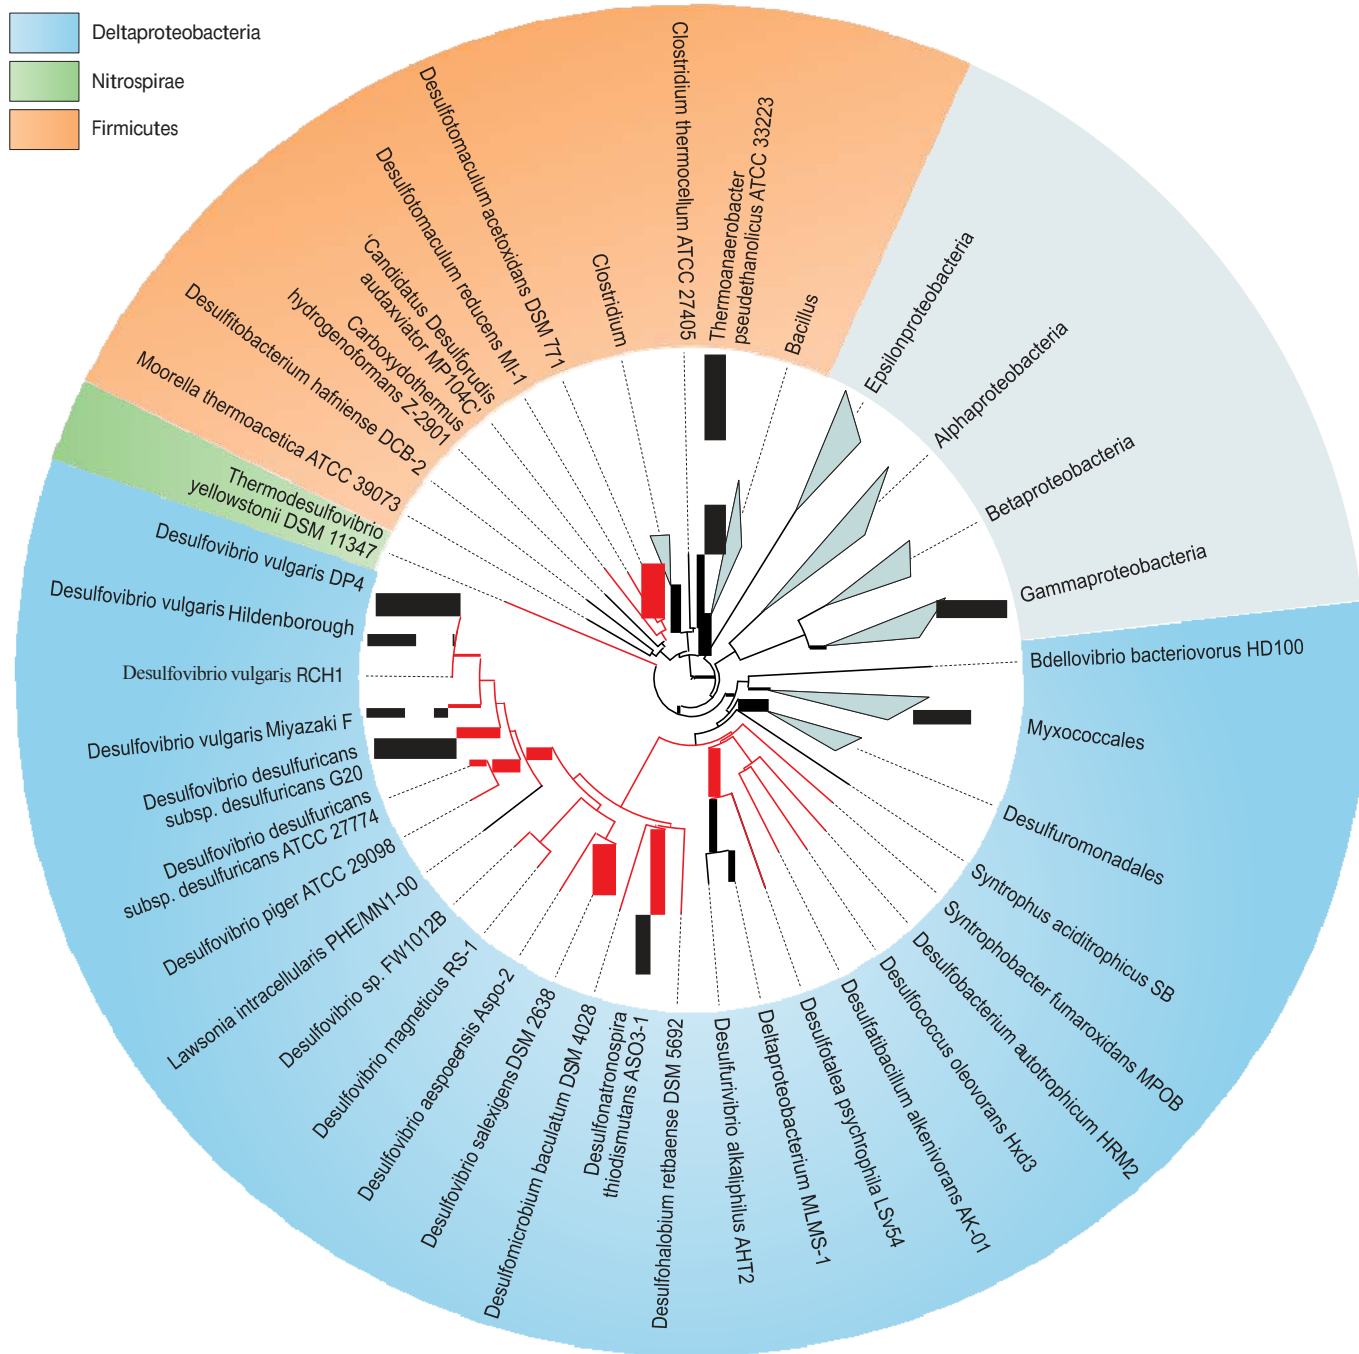 Deltaproteobacteria
Nitrospirae
Firmicutes
Clostridium thermocellum ATCC 27405
Thermoanaerobacter
pseudethanolicus ATCC 33223
Bacillus
Epsilonproteobacteria
Alphaproteobacteria
Betaproteobacteria
Gammaproteobacteria
Bdellovibrio bacteriovorus HD100
Myxococcales
Desulfuromonadales
Syntrophus aciditrophicus SB
Syntrophobacter fumaroxidans MPOB
Desulfobacterium autotrophicum HRM2
Desulfococcus oleovorans Hxd3
Desulfatibacillum alkenivorans AK-01
Desulfotalea psychrophila LSv54
Deltaproteobacterium MLMS-1
Desulfurivibrio alkaliphilus AHT2
Desulfohalobium retbaense DSM 5692
Desulfonatronospira
thiodismutans ASO3-1
Desulfomicrobium baculatum DSM 4028
Desulfovibrio salexigens DSM 2638
Desulfovibrio aespoeensis Aspo-2
Desulfovibrio magneticus RS-1
Desulfovibrio sp. FW1012B
Lawsonia intracellularis PHE/MN1-00
Desulfovibrio piger ATCC 29098
Desulfovibrio desulfuricans
subsp. desulfuricans ATCC 27774
Desulfovibrio desulfuricans
subsp. desulfuricans G20
Desulfovibrio vulgaris Miyazaki F
Desulfovibrio vulgaris RCH1
Desulfovibrio vulgaris Hildenborough
Desulfovibrio vulgaris DP4
Thermodesulfovibrio
yellowstonii DSM 11347
Moorella thermoacetica ATCC 39073
Desulfitobacterium hafniense DCB-2
Carboxydothermus
hydrogenoformans Z-2901
‘Candidatus Desulforudis
audaxviator MP104C’
Desulfotomaculum reducens MI-1
Desulfotomaculum acetoxidans DSM 771
Clostridium